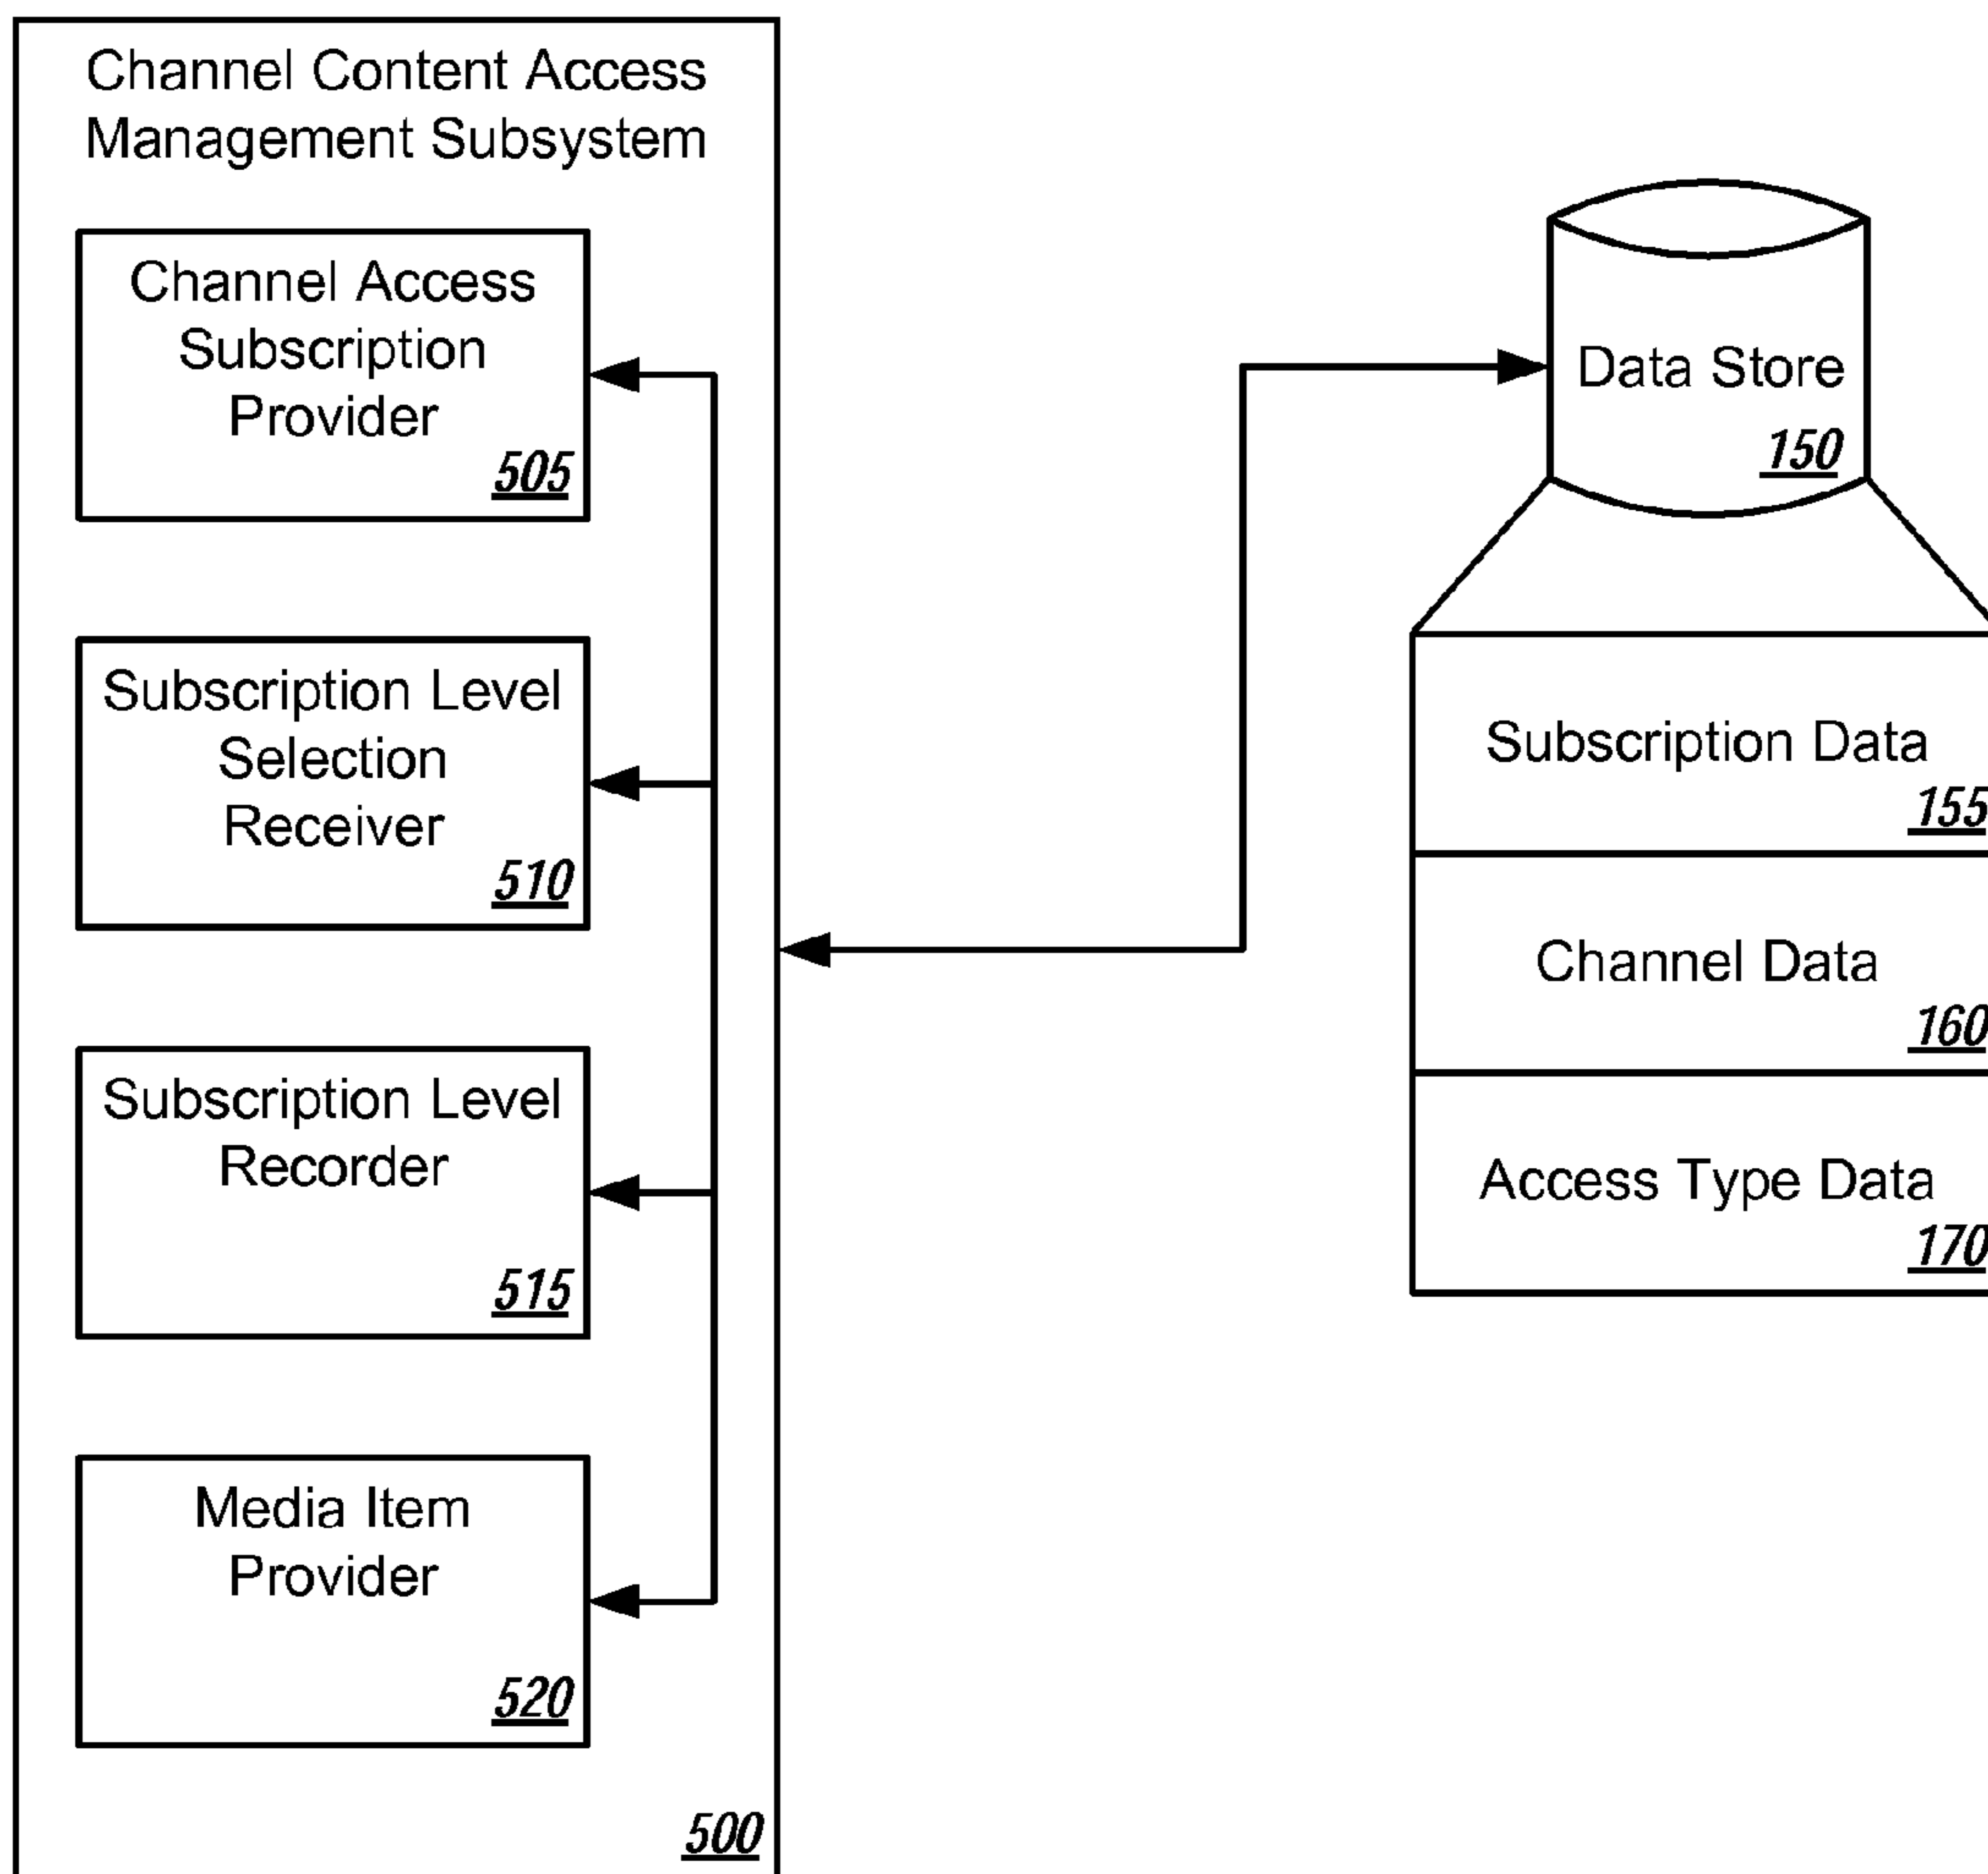 Channel Content Access
Management Subsystem
Channel Access
Subscription
Provider
505
Subscription Level
Selection
Receiver
510
Subscription Level
Recorder
515
Media Item
Provider
520
500
Data Store
150
Subscription Data
155
Channel Data
160
Access Type Data
170